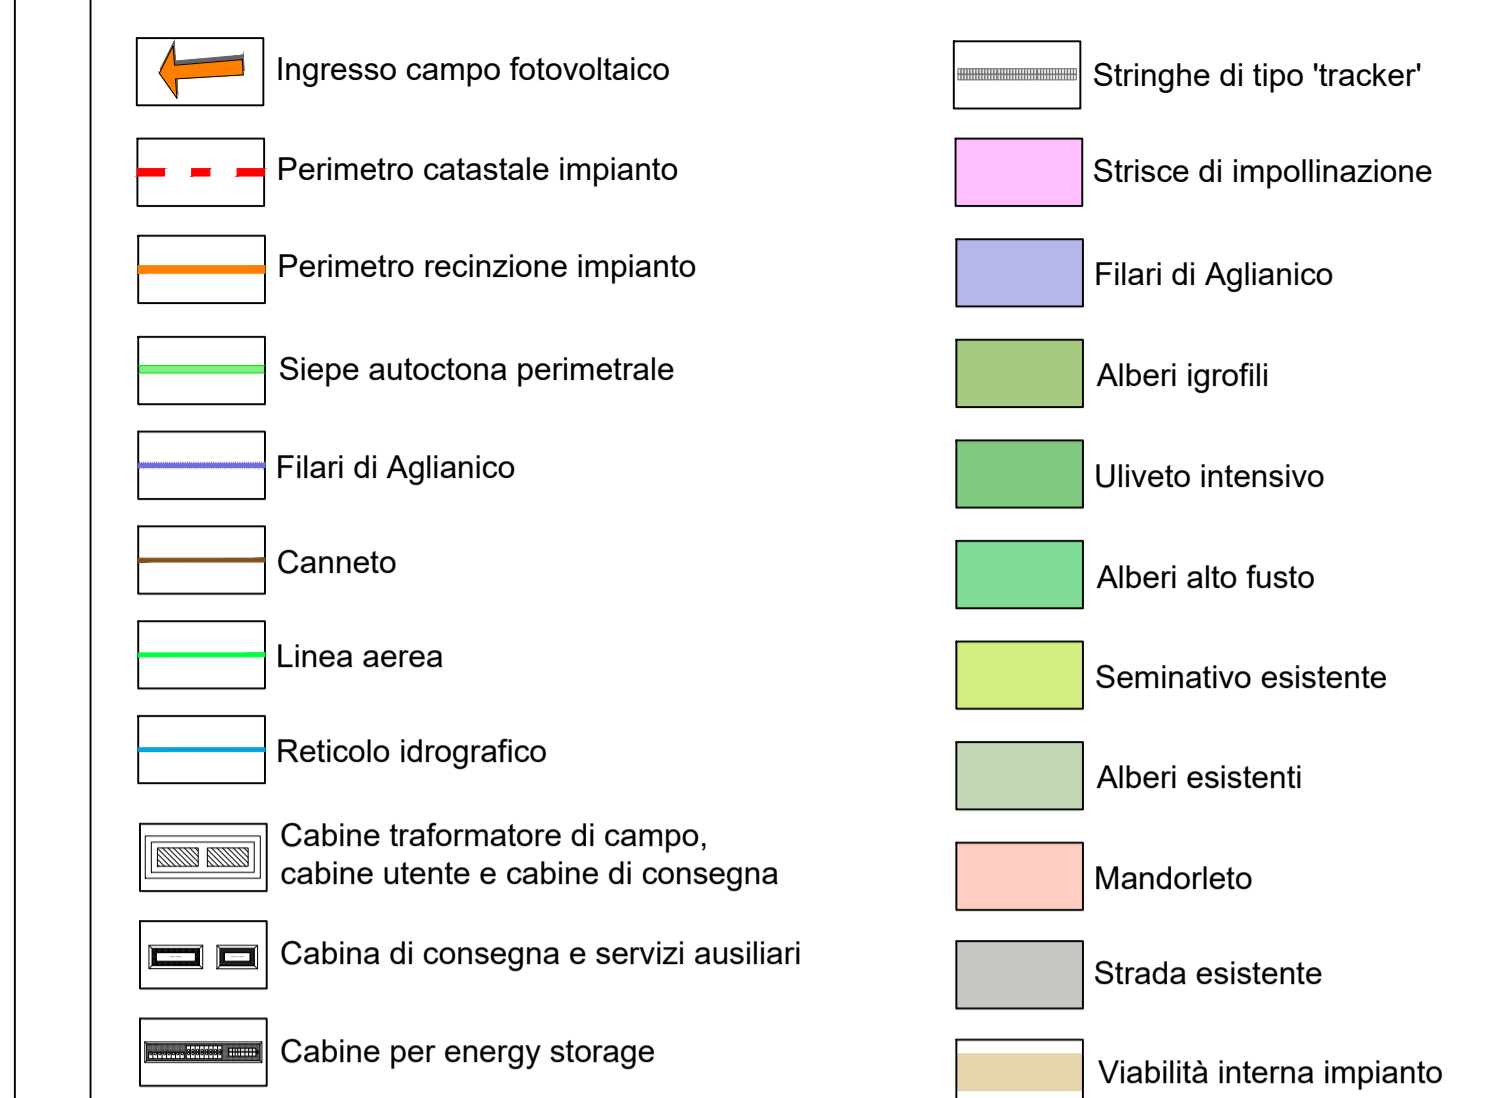 Ingresso campo fotovoltaico
Perimetro catastale impianto
Perimetro recinzione impianto
Siepe autoctona perimetrale
Filari di Aglianico
Canneto
Linea aerea
Reticolo idrografico
Cabine traformatore di campo,
cabine utente e cabine di consegna
Cabina di consegna e servizi ausiliari
Cabine per energy storage
Stringhe di tipo 'tracker'
Strisce di impollinazione
Filari di Aglianico
Alberi igrofili
Uliveto intensivo
Alberi alto fusto
Seminativo esistente
Alberi esistenti
Mandorleto
Strada esistente
Viabilità interna impianto